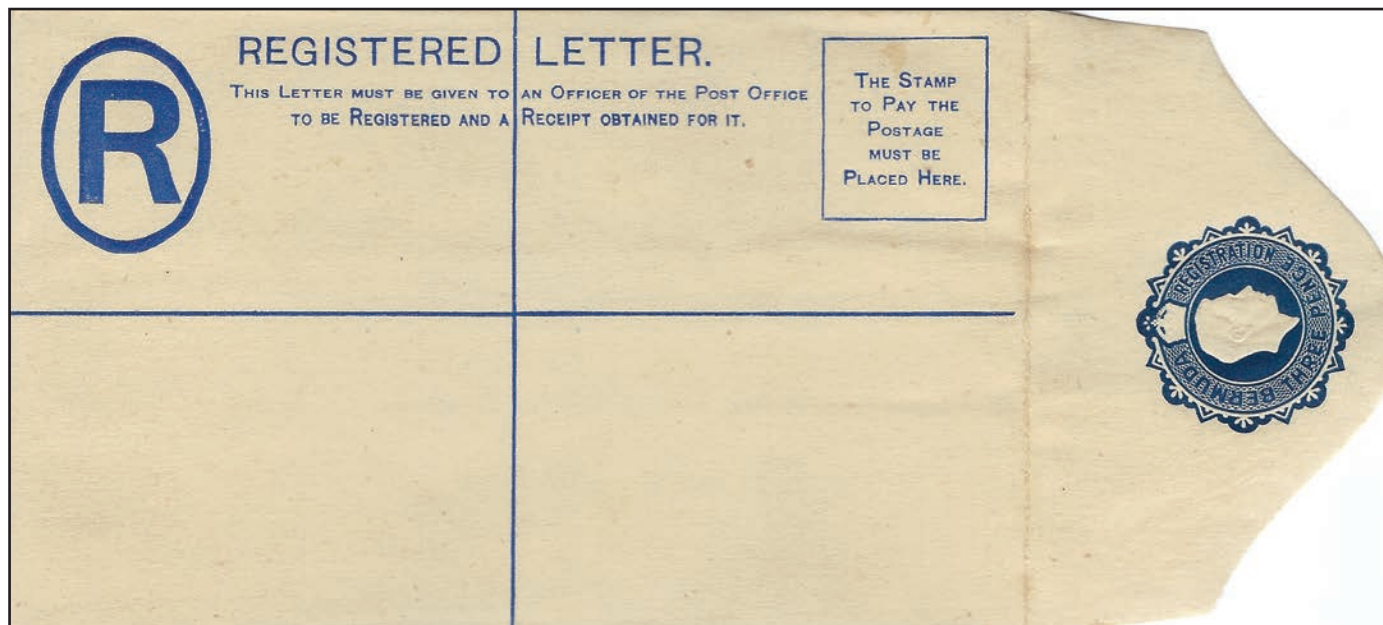 R
REGISTERED LETTER.
THIS LETTER MUST BE GIVEN TO AN OFFICER OF THE POST OFFICE
TO BE REGISTERED AND A RECEIPT OBTAINED FOR IT.
THE STAMP
TO PAY THE
POSTAGE
MUST BE
PLACED HERE.
BERMUDA REGISTRATION THREE PENCE